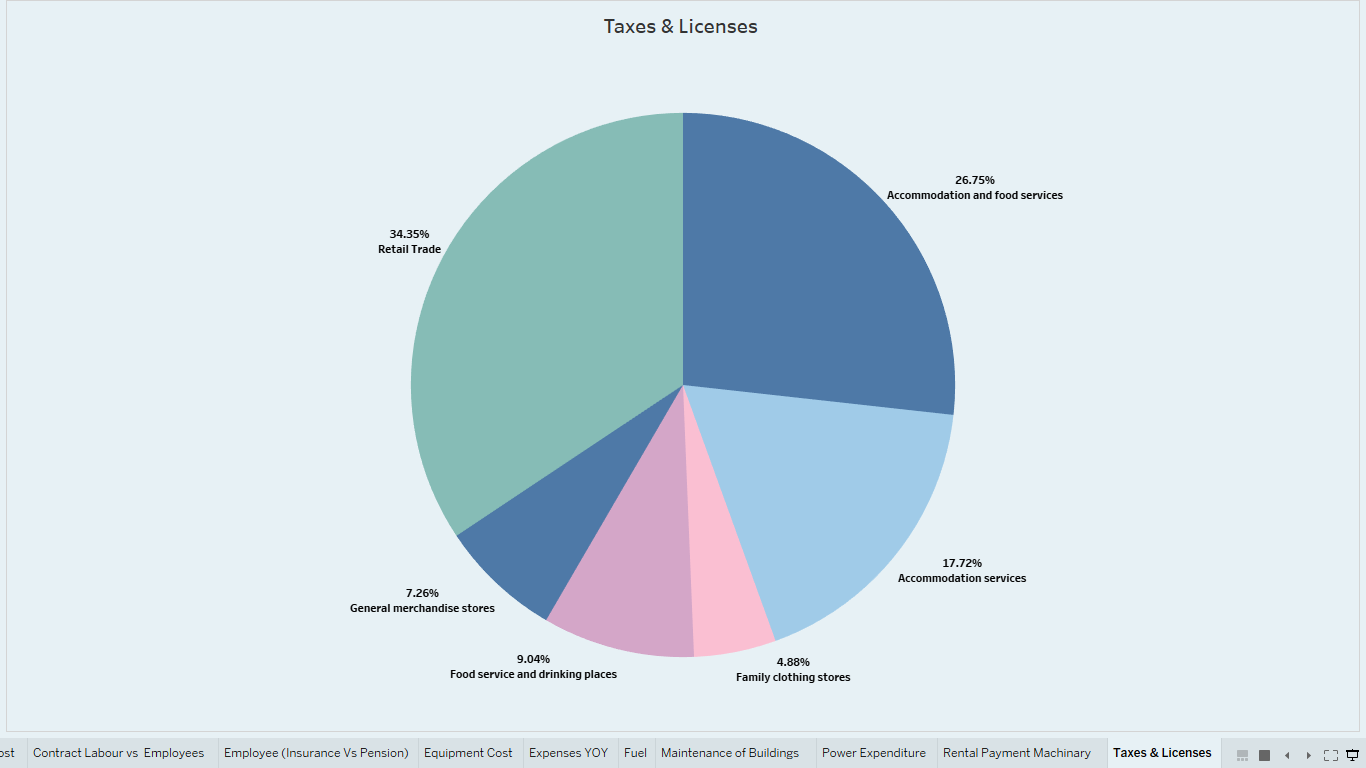 Taxes & Licenses
26.75%
Accommodation and food services
34.35%
Retail Trade
17.72%
Accommodation services
7.26%
General merchandise stores
9.04%
Food service and drinking places
4.88%
Family clothing stores
ost Contract Labour vs Employees Employee (Insurance Vs Pension) Equipment Cost Expenses YOY Fuel Maintenance of Buildings Power Expenditure Rental Payment Machinary Taxes & Licenses